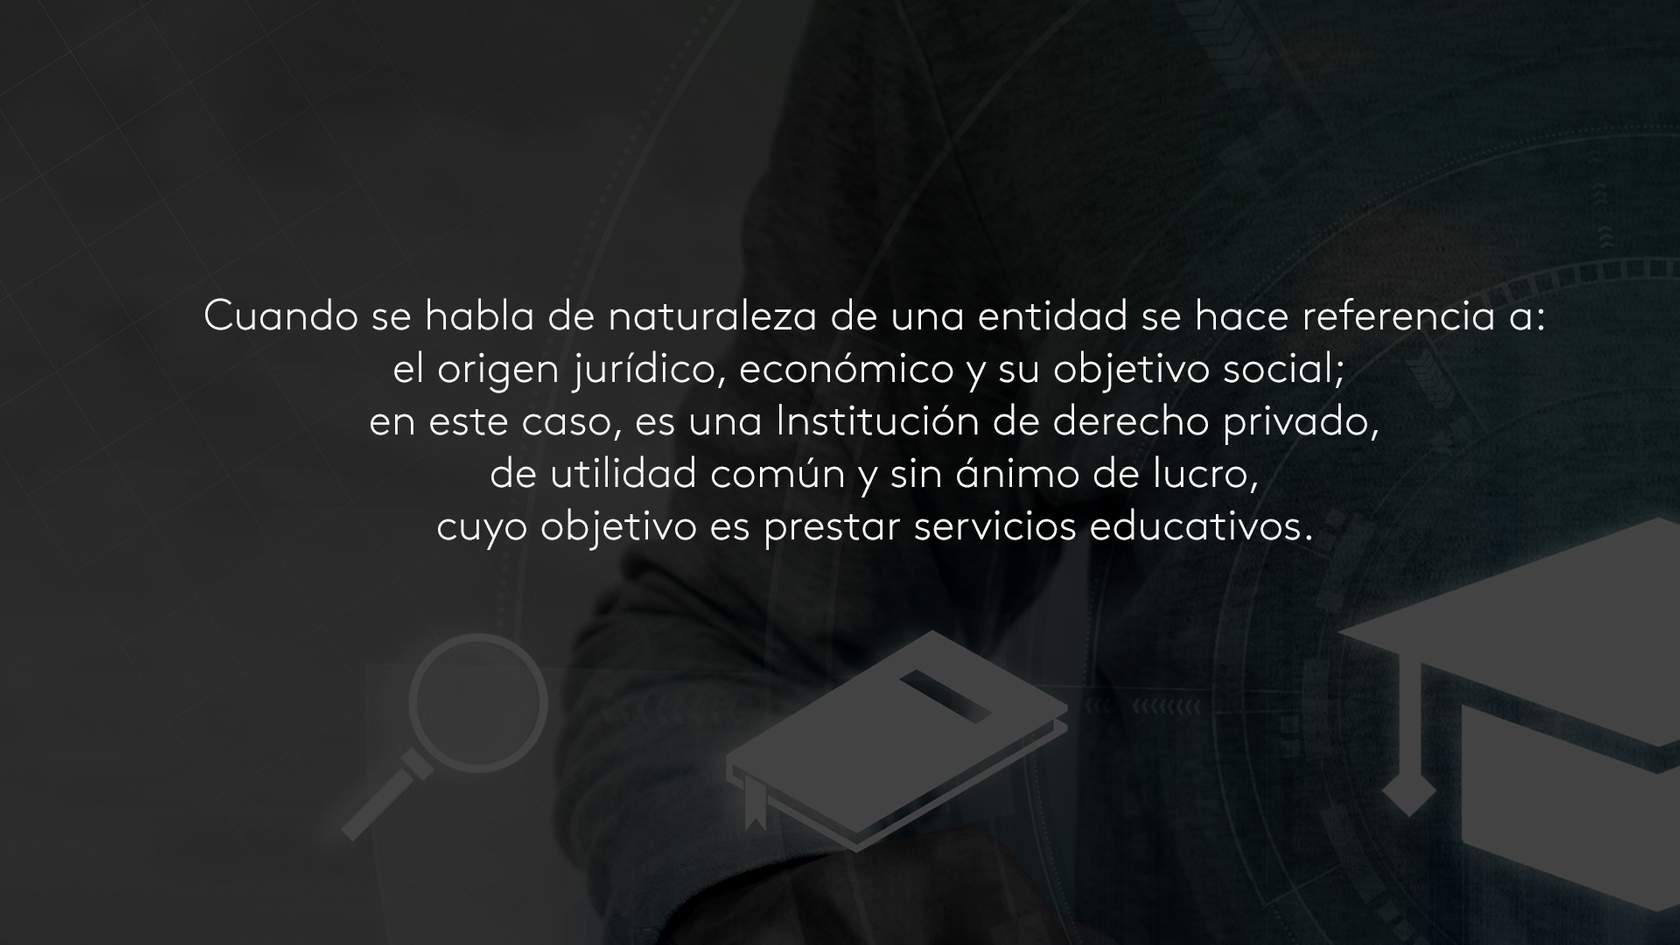 Cuando se habla de naturaleza de una entidad se hace referencia a:
el origen jurídico, económico y su objetivo social;
en este caso, es una Institución de derecho privado,
de utilidad común y sin ánimo de lucro,
cuyo objetivo es prestar servicios educativos.